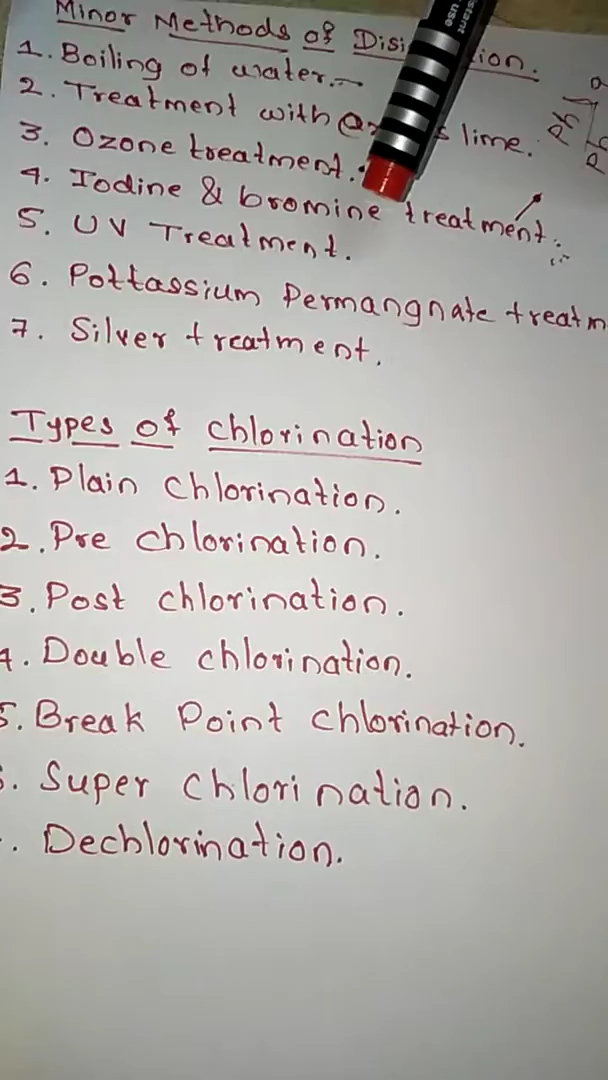 Minor Methods of
1. Boiling of water.
2. Treatment with lime.
3. Ozone treatment.
4. Iodine & bromine treatment.
5. UV Treatment.
6. Pottassium Permangnate treatm
7. Silver treatment.
Types of chlorination
1. Plain chlorination.
2. Pre chlorination.
3. Post chlorination.
4. Double chlorination.
5. Break Point chlorination.
. Super chlorination.
. Dechlorination.